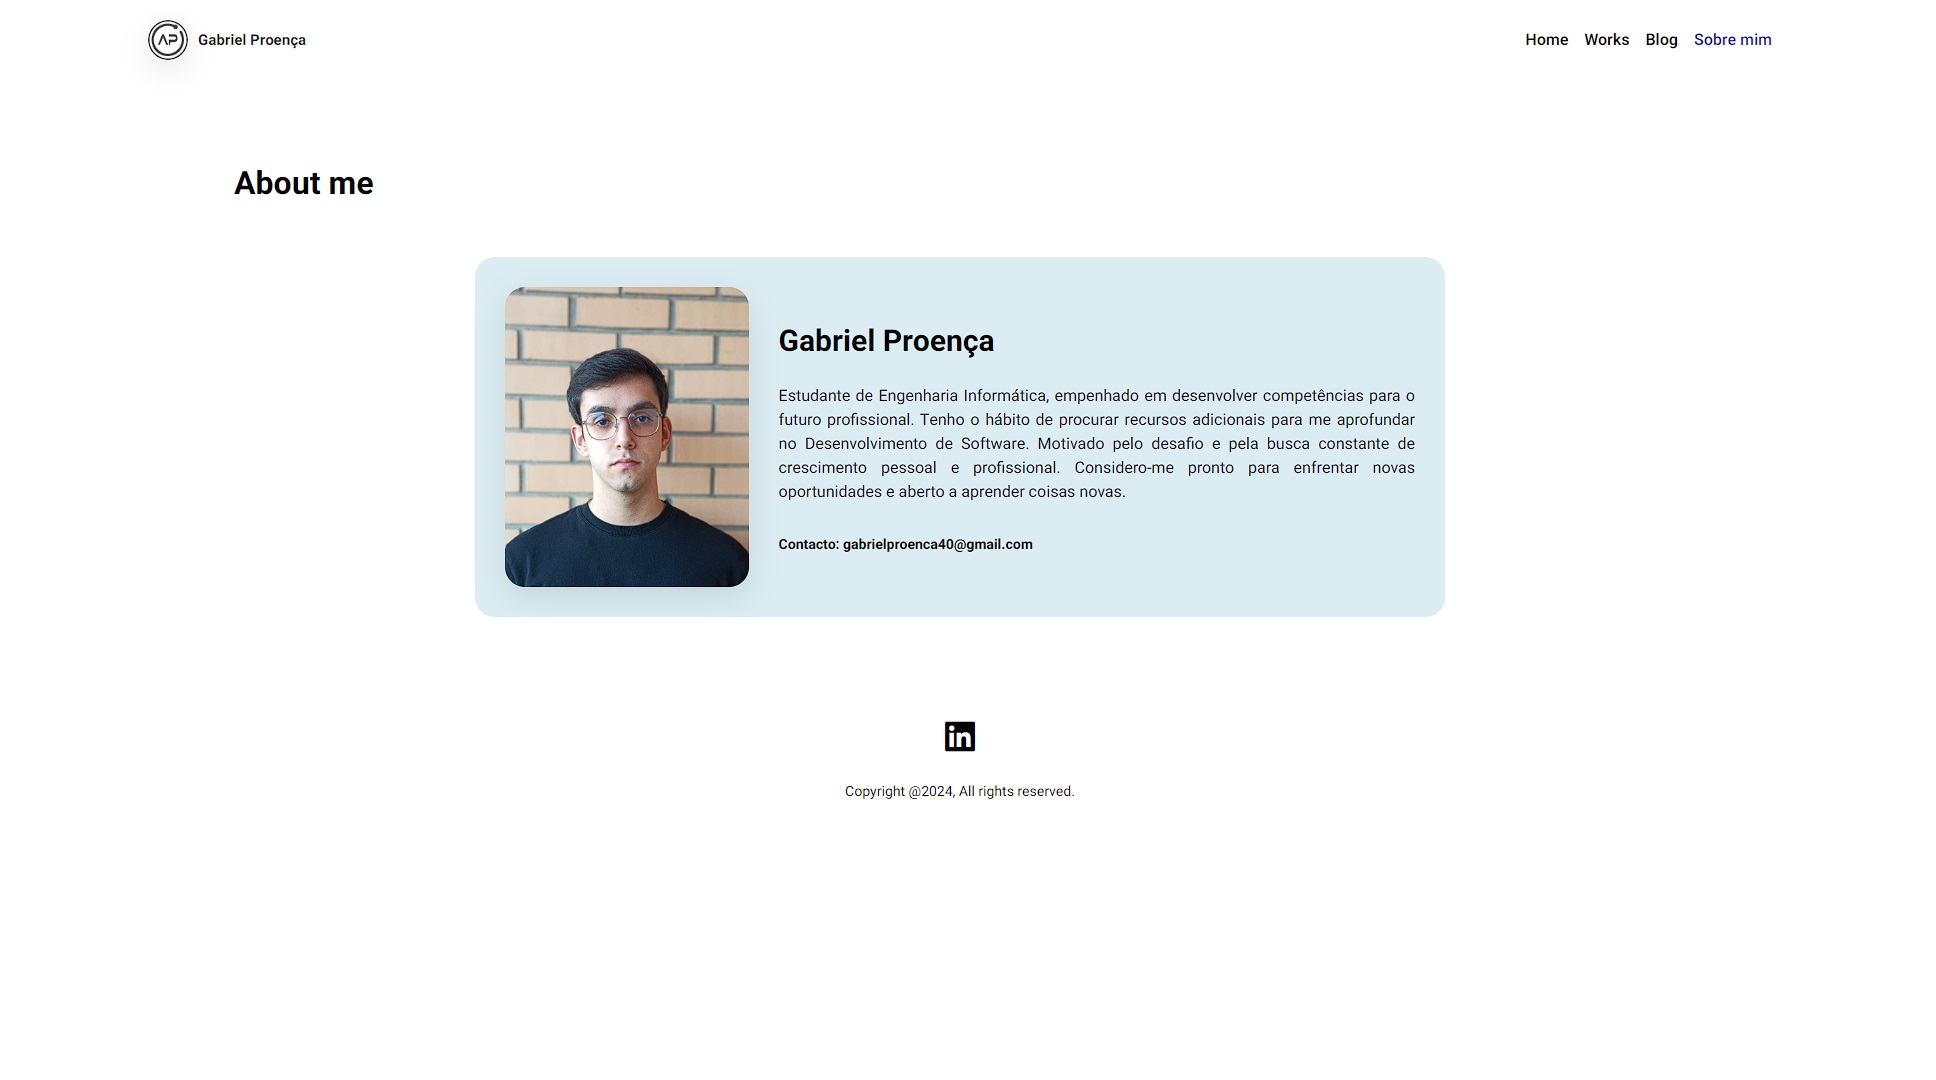 AP
Gabriel Proença
Home Works Blog Sobre mim
About me
Gabriel Proença
Estudante de Engenharia Informática, empenhado em desenvolver competências para o
futuro profissional. Tenho o hábito de procurar recursos adicionais para me aprofundar
no Desenvolvimento de Software. Motivado pelo desafio e pela busca constante de
crescimento pessoal e profissional. Considero-me pronto para enfrentar novas
oportunidades e aberto a aprender coisas novas.
Contacto: gabrielproenca40@gmail.com
in
Copyright @2024, All rights reserved.